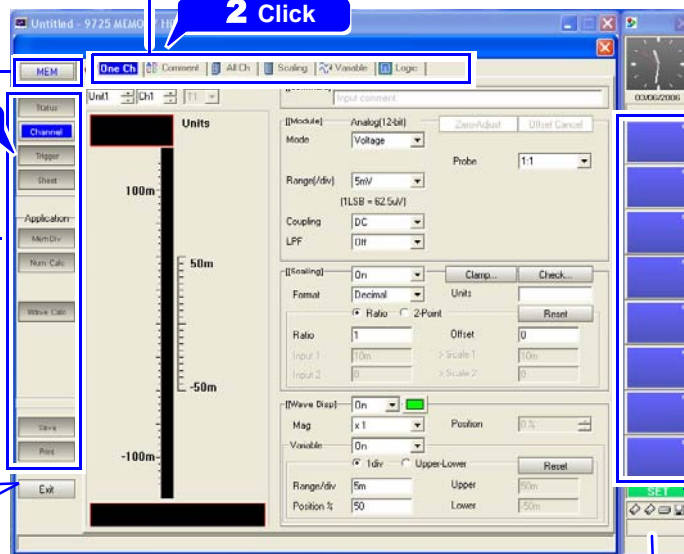 2 Click
Untitled - 9725 MEMORY HI
MEM
One Ch Comment All Ch Scaling Variable Logic
Unit1 Ch1 T1
Input comment
Status
Channel
Trigger
Sheet
Application
MemDiv
Num Calc
Wave Calc
Save
Print
Exit
Units
100m
50m
-50m
-100m
[[Module] Analog(12-bit) Zero-Adjust Offset Cancel
Mode Voltage
Probe 1:1
Range(/div) 5mV
(1LSB = 62.5uV)
Coupling DC
LPF Off
[[Scaling] On Clamp... Check...
Format Decimal Units
Ratio 2-Point Reset
Ratio 1 Offset 0
Input 1 10m > Scale 1 10m
Input 2 0 > Scale 2 0
[[Wave Disp] On
Mag x 1 Position 0 %
Variable On
1div Upper-Lower Reset
Range/div 5m Upper 50m
Position % 50 Lower -50m
03/06/2006
SET